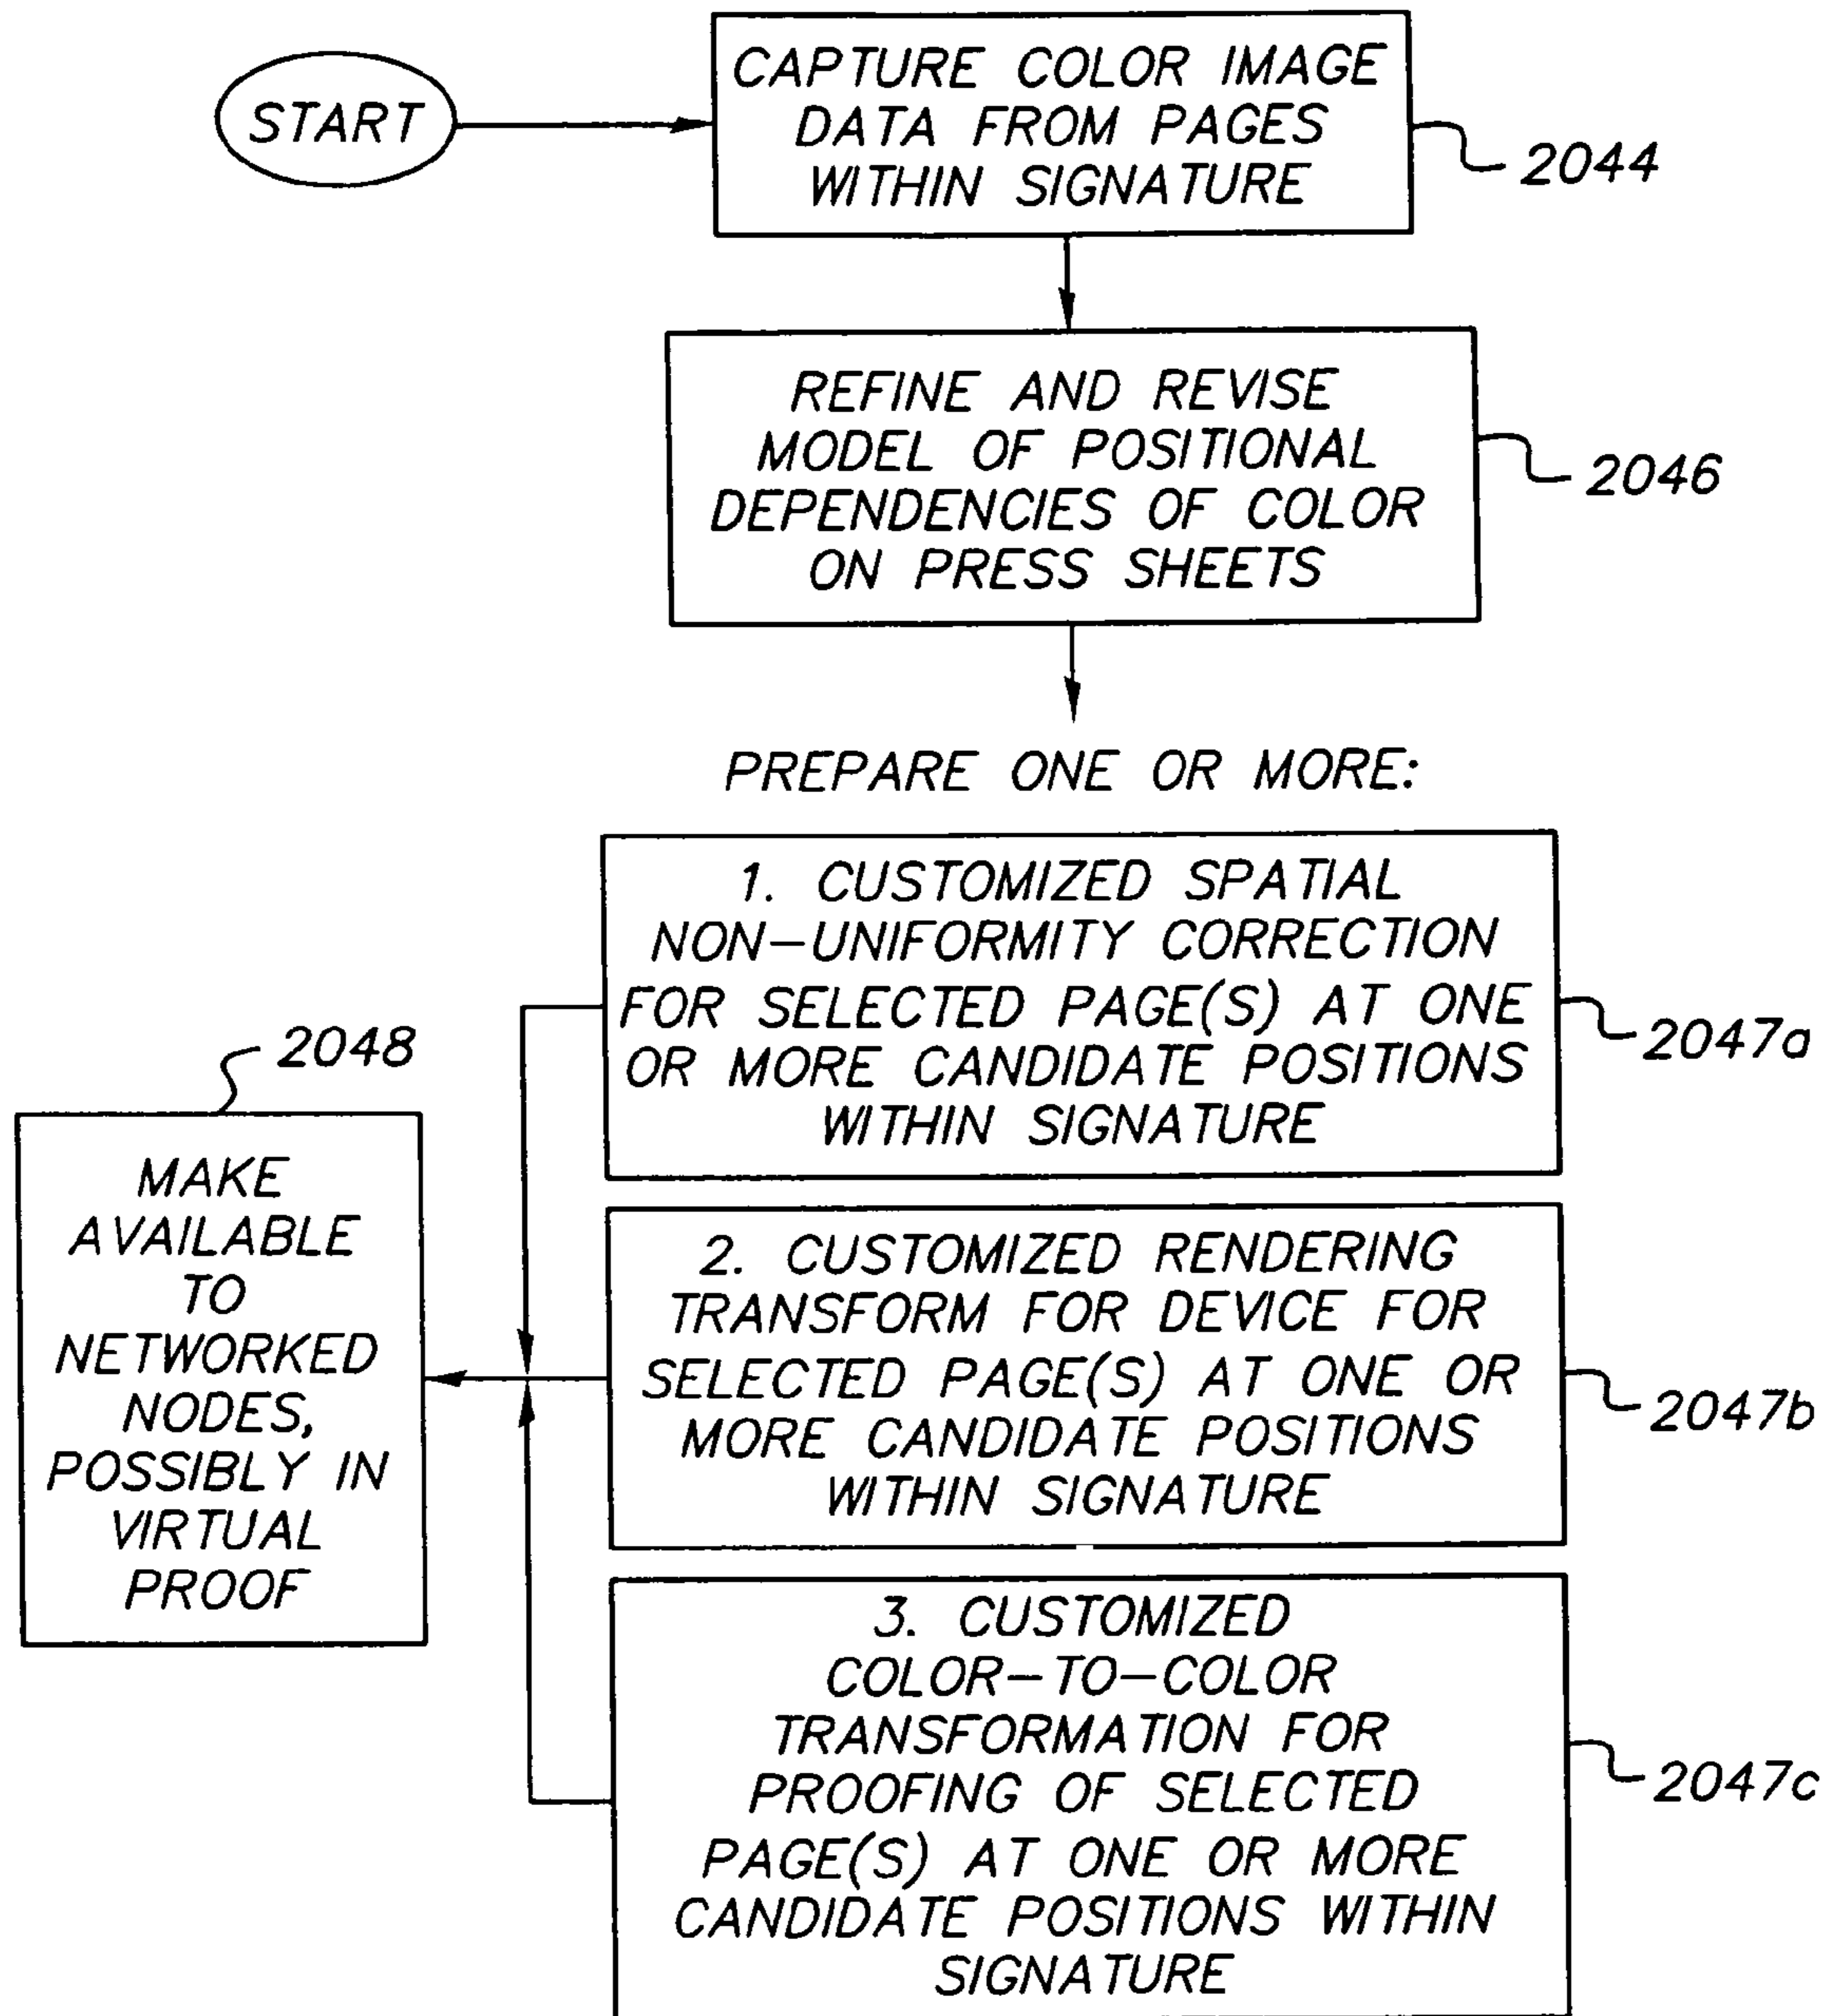 START
CAPTURE COLOR IMAGE
DATA FROM PAGES
WITHIN SIGNATURE
2044
REFINE AND REVISE
MODEL OF POSITIONAL
DEPENDENCIES OF COLOR
ON PRESS SHEETS
2046
PREPARE ONE OR MORE:
1. CUSTOMIZED SPATIAL
NON-UNIFORMITY CORRECTION
FOR SELECTED PAGE(S) AT ONE
OR MORE CANDIDATE POSITIONS
WITHIN SIGNATURE
2047a
2. CUSTOMIZED RENDERING
TRANSFORM FOR DEVICE FOR
SELECTED PAGE(S) AT ONE OR
MORE CANDIDATE POSITIONS
WITHIN SIGNATURE
2047b
3. CUSTOMIZED
COLOR-TO-COLOR
TRANSFORMATION FOR
PROOFING OF SELECTED
PAGE(S) AT ONE OR MORE
CANDIDATE POSITIONS WITHIN
SIGNATURE
2047c
2048
MAKE
AVAILABLE
TO
NETWORKED
NODES,
POSSIBLY IN
VIRTUAL
PROOF